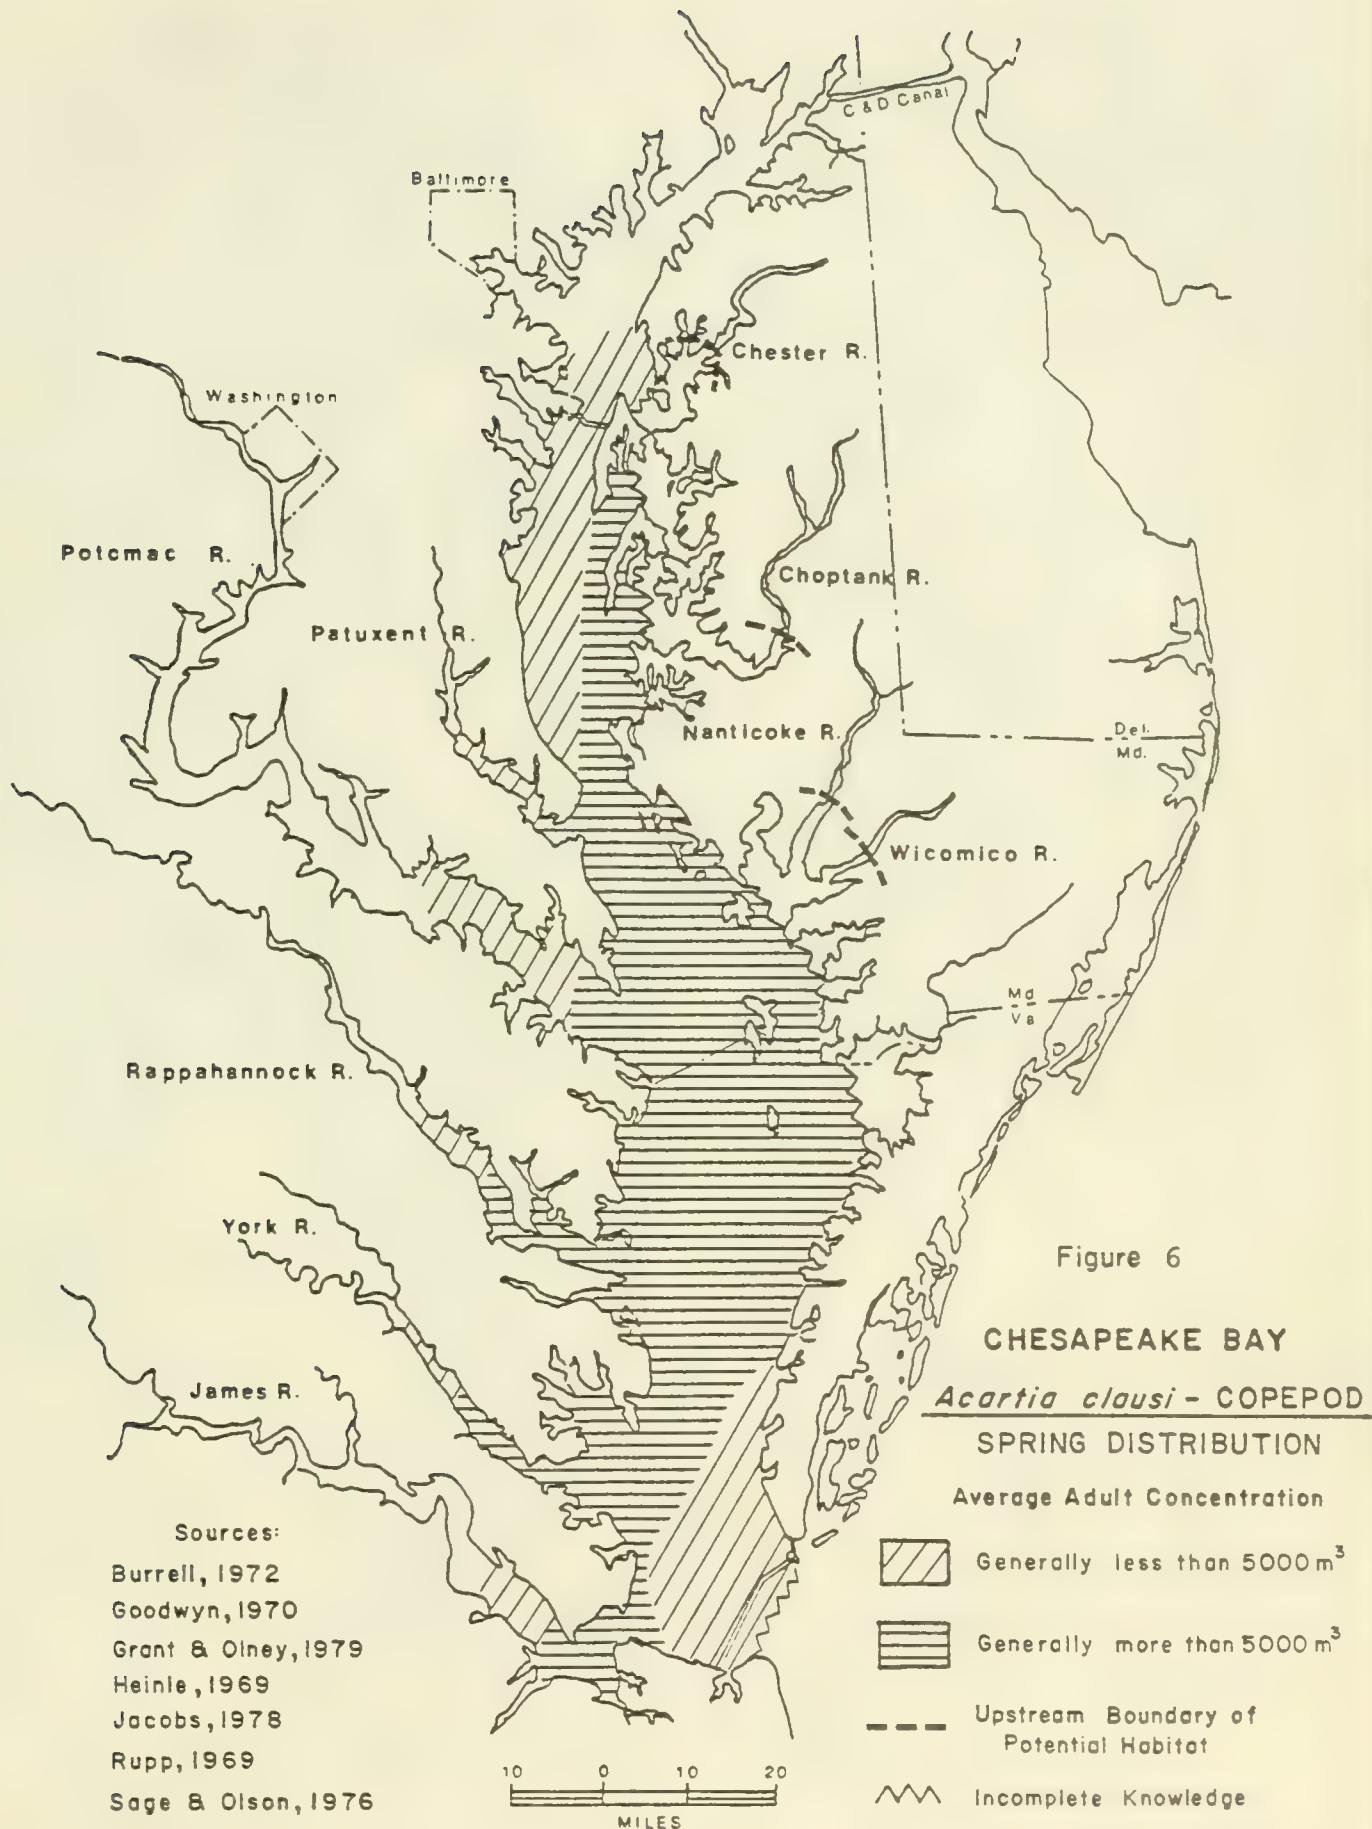 C & D Canal
Baltimore
Chester R.
Washington
Potomac R.
Choptank R.
Patuxent R.
Nanticoke R.
Del.
Md.
Wicomico R.
Md
Va
Rappahannock R.
York R.
James R.
Figure 6
CHESAPEAKE BAY
Acartia clausi - COPEPOD
SPRING DISTRIBUTION
Average Adult Concentration
Generally less than 5000 m³
Generally more than 5000 m³
Upstream Boundary of
Potential Habitat
Incomplete Knowledge
Sources:
Burrell, 1972
Goodwyn, 1970
Grant & Olney, 1979
Heinle, 1969
Jacobs, 1978
Rupp, 1969
Sage & Olson, 1976
10 0 10 20
MILES